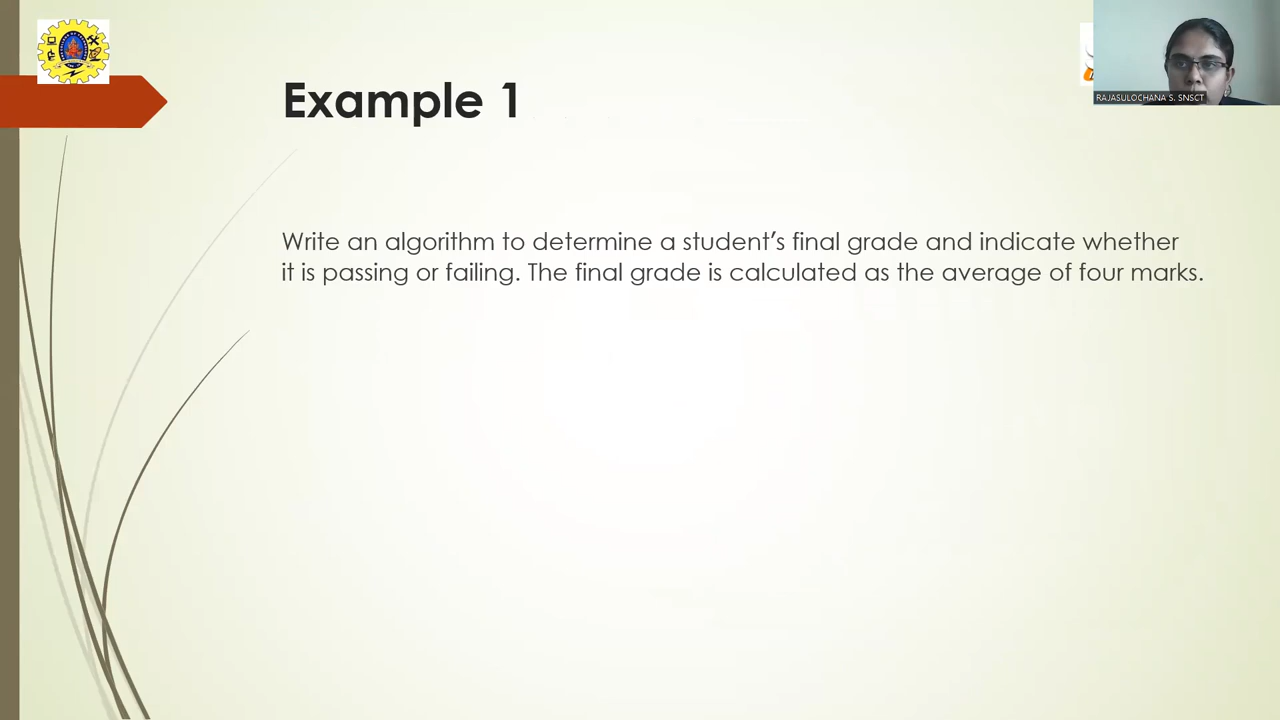 Example 1
RAJASULOCHANA S. SNSCT
Write an algorithm to determine a student's final grade and indicate whether
it is passing or failing. The final grade is calculated as the average of four marks.